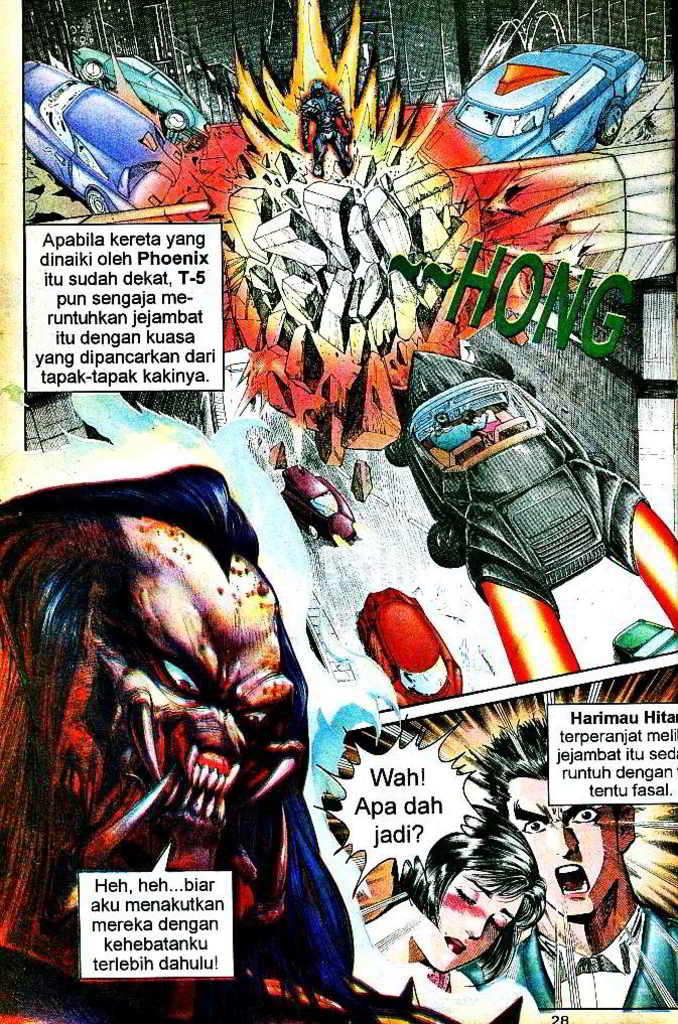 Apabila kereta yang
dinaiki oleh Phoenix
itu sudah dekat, T-5
pun sengaja me-
runtuhkan jejambat
itu dengan kuasa
yang dipancarkan dari
tapak-tapak kakinya.
~~HONG
Harimau Hitam
terperanjat meli
jejambat itu seda
runtuh dengan
tentu fasal.
Wah!
Apa dah
jadi?
Heh, heh...biar
aku menakutkan
mereka dengan
kehebatanku
terlebih dahulu!
28